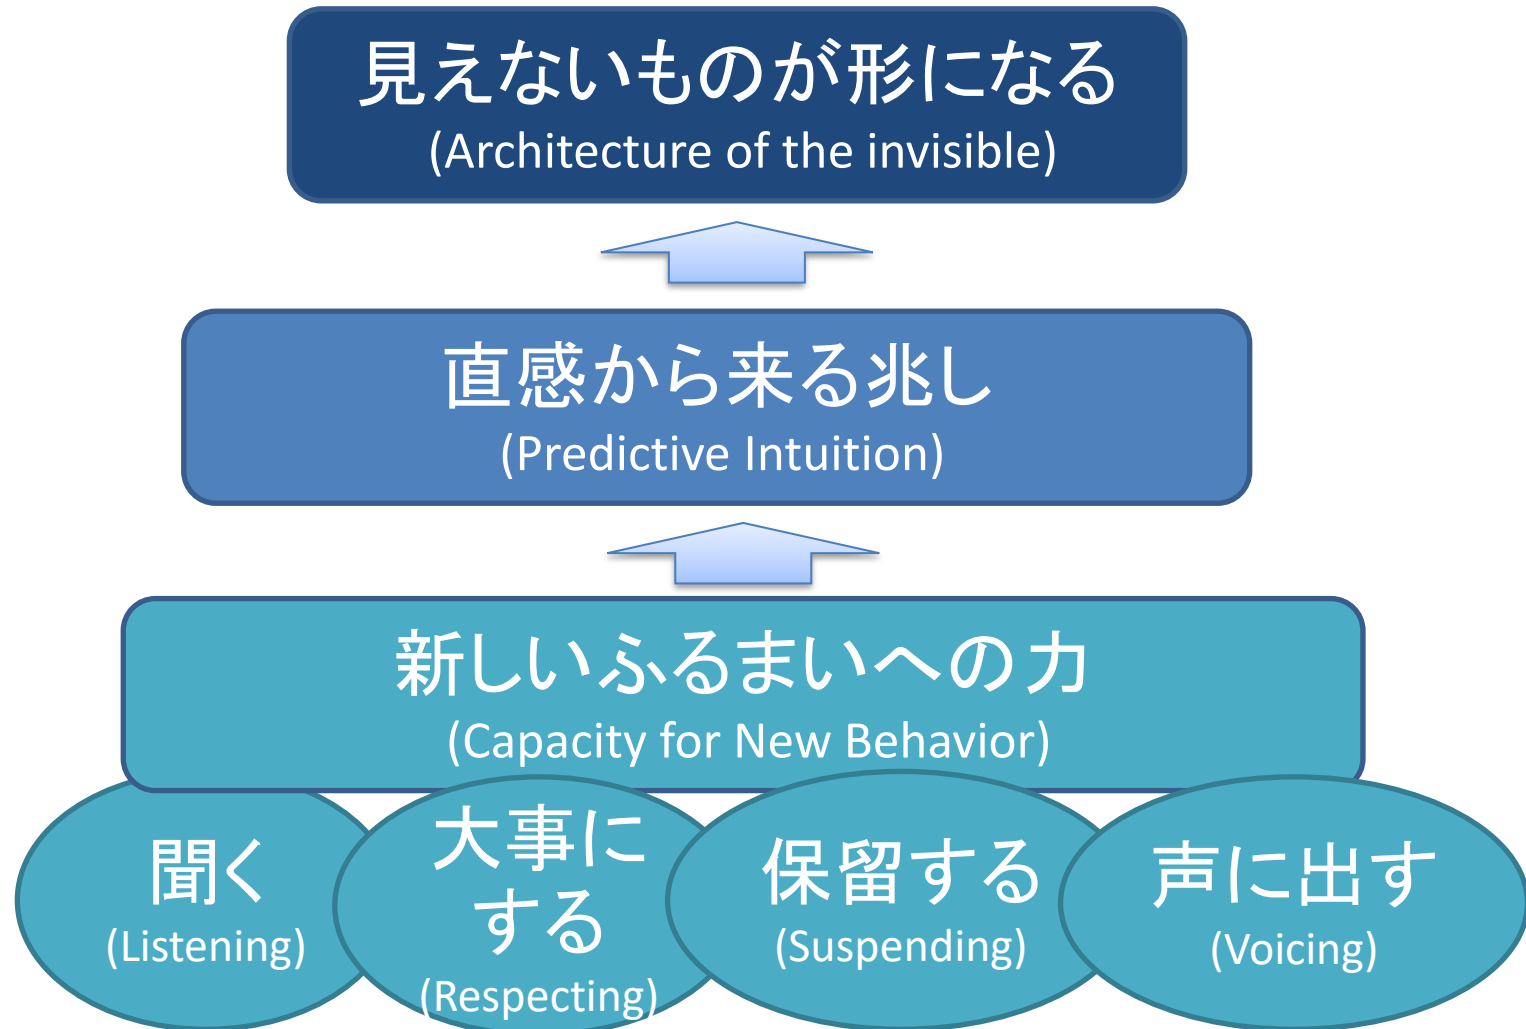 見えないものが形になる
(Architecture of the invisible)
直感から来る兆し
(Predictive Intuition)
新しいふるまいへの力
(Capacity for New Behavior)
聞く
(Listening)
大事に
する
(Respecting)
保留する
(Suspending)
声に出す
(Voicing)